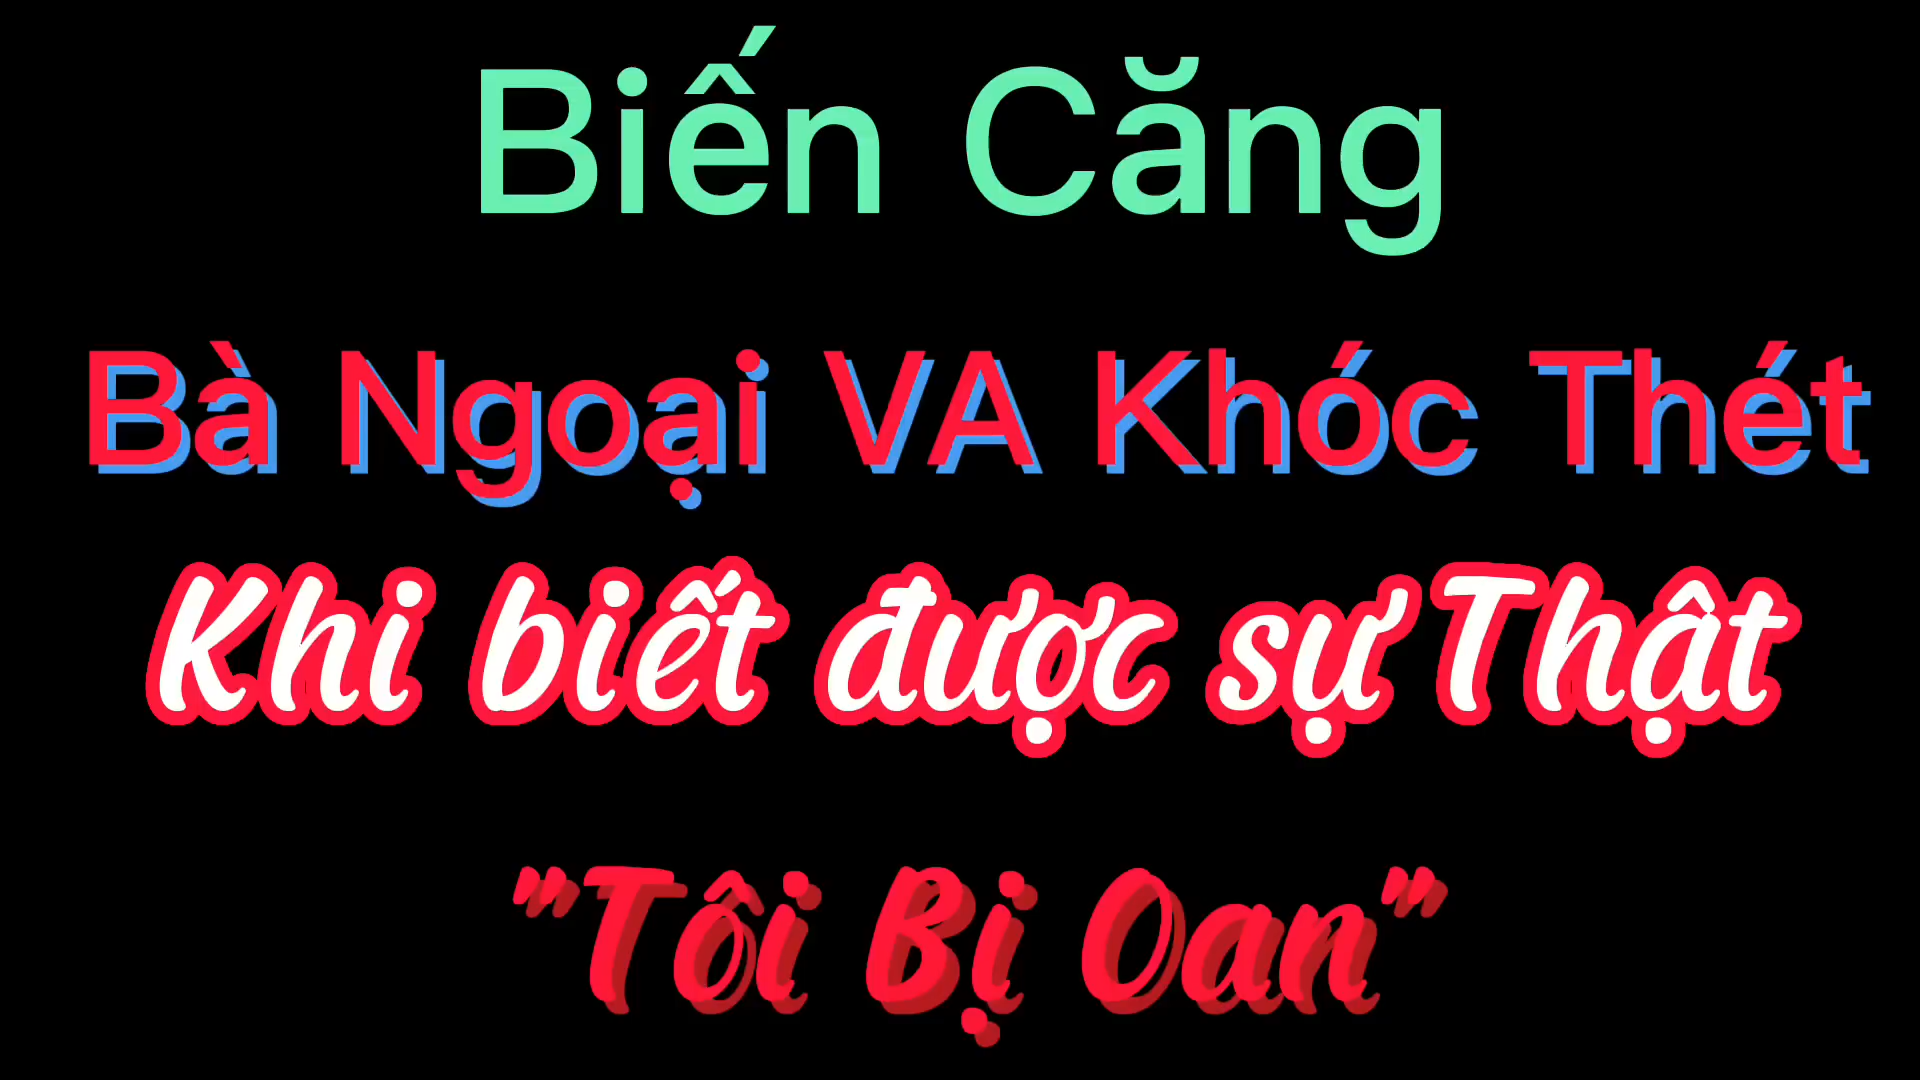 Biến Căng
Bà Ngoại VA Khóc Thét
Khi biết được sự Thật
"Tôi Bị Oan"